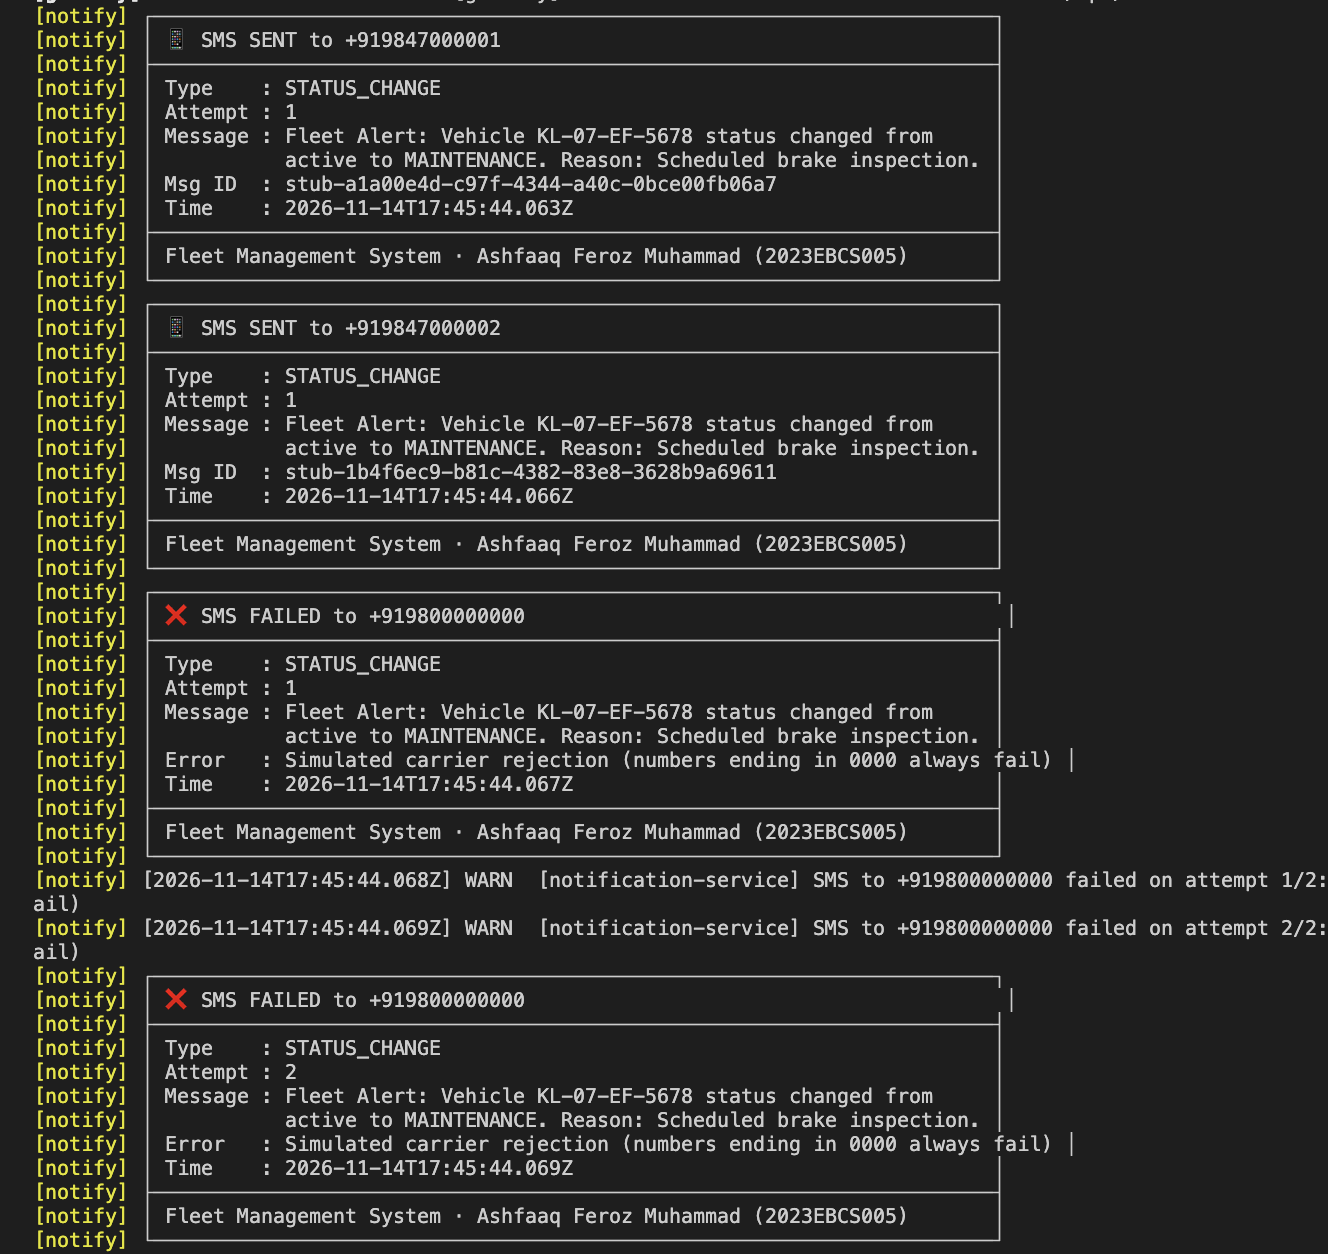 [notify]
[notify] 📱 SMS SENT to +919847000001
[notify]
[notify] Type    : STATUS_CHANGE
[notify] Attempt : 1
[notify] Message : Fleet Alert: Vehicle KL-07-EF-5678 status changed from
[notify]           active to MAINTENANCE. Reason: Scheduled brake inspection.
[notify] Msg ID  : stub-a1a00e4d-c97f-4344-a40c-0bce00fb06a7
[notify] Time    : 2026-11-14T17:45:44.063Z
[notify]
[notify] Fleet Management System · Ashfaaq Feroz Muhammad (2023EBCS005)
[notify]
[notify]
[notify] 📱 SMS SENT to +919847000002
[notify]
[notify] Type    : STATUS_CHANGE
[notify] Attempt : 1
[notify] Message : Fleet Alert: Vehicle KL-07-EF-5678 status changed from
[notify]           active to MAINTENANCE. Reason: Scheduled brake inspection.
[notify] Msg ID  : stub-1b4f6ec9-b81c-4382-83e8-3628b9a69611
[notify] Time    : 2026-11-14T17:45:44.066Z
[notify]
[notify] Fleet Management System · Ashfaaq Feroz Muhammad (2023EBCS005)
[notify]
[notify]
[notify] ❌ SMS FAILED to +919800000000
[notify]
[notify] Type    : STATUS_CHANGE
[notify] Attempt : 1
[notify] Message : Fleet Alert: Vehicle KL-07-EF-5678 status changed from
[notify]           active to MAINTENANCE. Reason: Scheduled brake inspection.
[notify] Error   : Simulated carrier rejection (numbers ending in 0000 always fail)
[notify] Time    : 2026-11-14T17:45:44.067Z
[notify]
[notify] Fleet Management System · Ashfaaq Feroz Muhammad (2023EBCS005)
[notify]
[notify] [2026-11-14T17:45:44.068Z] WARN  [notification-service] SMS to +919800000000 failed on attempt 1/2:
ail)
[notify] [2026-11-14T17:45:44.069Z] WARN  [notification-service] SMS to +919800000000 failed on attempt 2/2:
ail)
[notify]
[notify] ❌ SMS FAILED to +919800000000
[notify]
[notify] Type    : STATUS_CHANGE
[notify] Attempt : 2
[notify] Message : Fleet Alert: Vehicle KL-07-EF-5678 status changed from
[notify]           active to MAINTENANCE. Reason: Scheduled brake inspection.
[notify] Error   : Simulated carrier rejection (numbers ending in 0000 always fail)
[notify] Time    : 2026-11-14T17:45:44.069Z
[notify]
[notify] Fleet Management System · Ashfaaq Feroz Muhammad (2023EBCS005)
[notify]